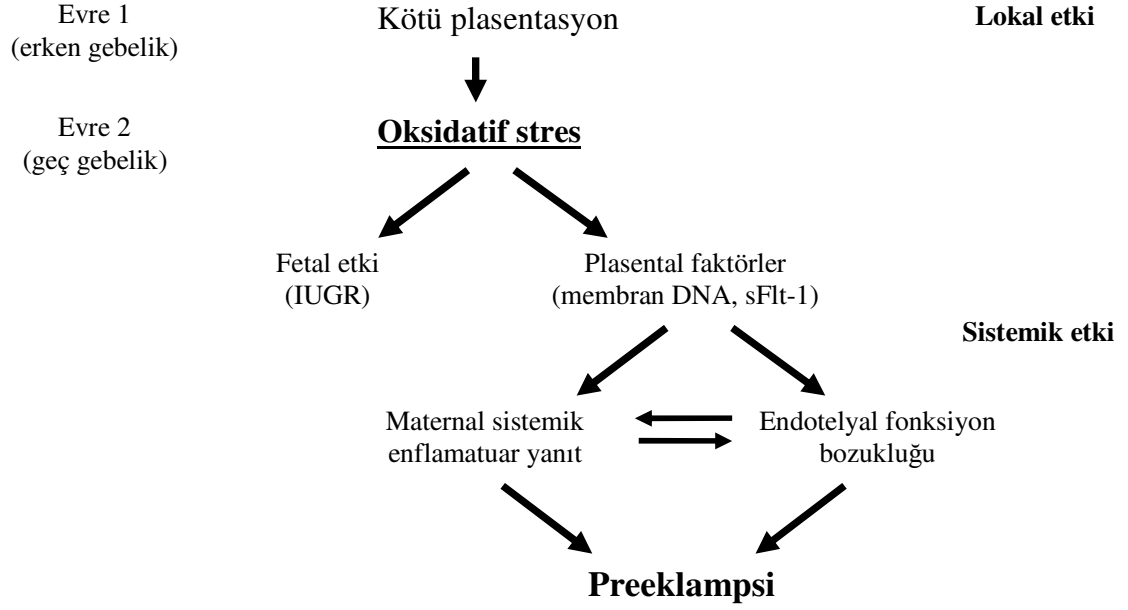 Evre 1
(erken gebelik)
Kötü plasentasyon
Lokal etki
Evre 2
(geç gebelik)
Oksidatif stres
Fetal etki
(IUGR)
Plasental faktörler
(membran DNA, sFlt-1)
Sistemik etki
Maternal sistemik
enflamatuar yanıt
Endotelyal fonksiyon
bozukluğu
Preeklampsi